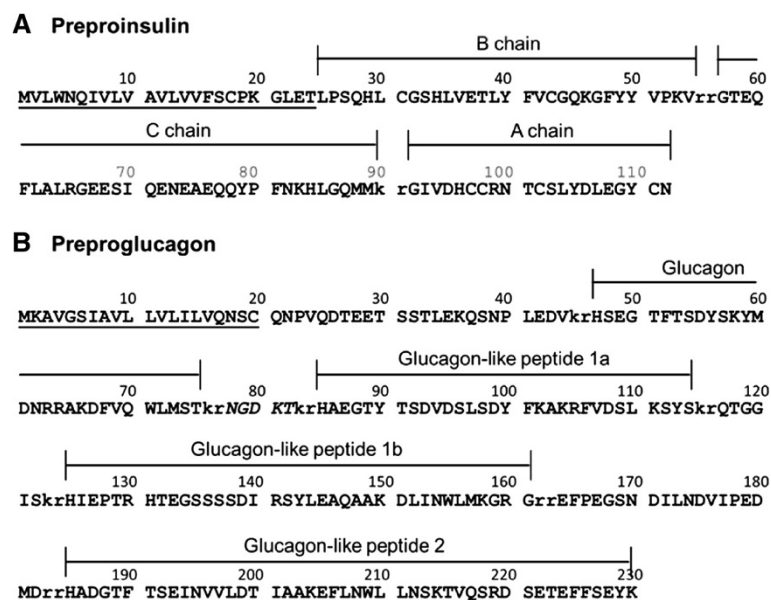 A Preproinsulin
B chain
10 20 30 40 50 60
MVLWNQIVLV AVLVVFSCPK GLETLPSQHL CGSHLVETLY FVCGQKGFYY VPKVrrGTEQ
C chain A chain
70 80 90 100 110
FLALRGEESI QENEAEQQYP FNKHLGQMMk rGIVDHCCRN TCSLYDLEGY CN
B Preproglucagon
Glucagon
10 20 30 40 50 60
MKAVGSIAVL LVLILVQNSC QNPVQDTEET SSTLEKQSNP LEDVkrHSEG TFTSDYSKYM
Glucagon-like peptide 1a
70 80 90 100 110 120
DNRRAKDFVQ WLMSTkrNGD KTkrHAEGTY TSDVDSLSDY FKAKRFVDSL KSYSkrQTGG
Glucagon-like peptide 1b
130 140 150 160 170 180
ISkrHIEPTR HTEGSSSSDI RSYLEAQAAK DLINWLMKGR GrrEFPEGSN DILNDVIPED
Glucagon-like peptide 2
190 200 210 220 230
MDrrHADGTF TSEINVVLDT IAAKEFLNWL LNSKTVQSRD SETEFFSEYK